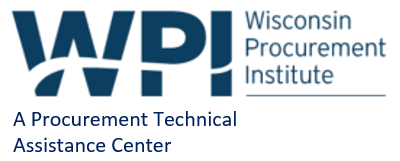 WPI
Wisconsin
Procurement
Institute
A Procurement Technical
Assistance Center